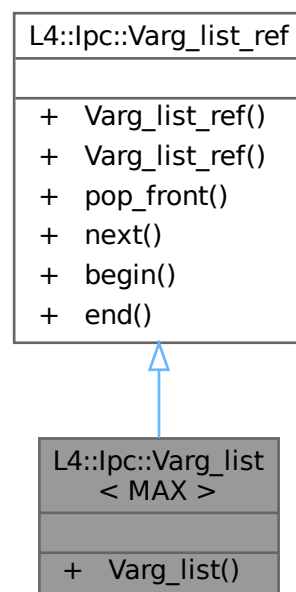 L4::Ipc::Varg_list_ref
+ Varg_list_ref()
+ Varg_list_ref()
+ pop_front()
+ next()
+ begin()
+ end()
L4::Ipc::Varg_list
< MAX >
+ Varg_list()